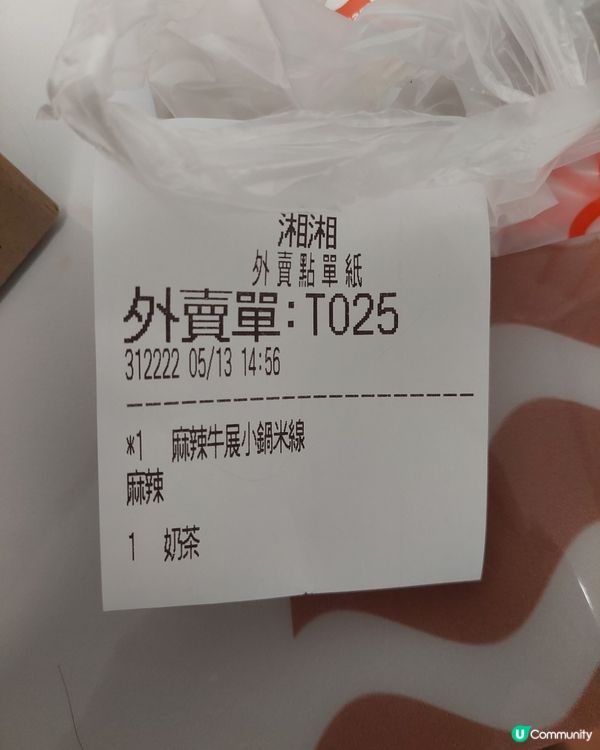 湘湘
外賣點單紙
外賣單:T025
312222 05/13 14:56
*1 麻辣牛展小鍋米線
麻辣
1 奶茶
U Community